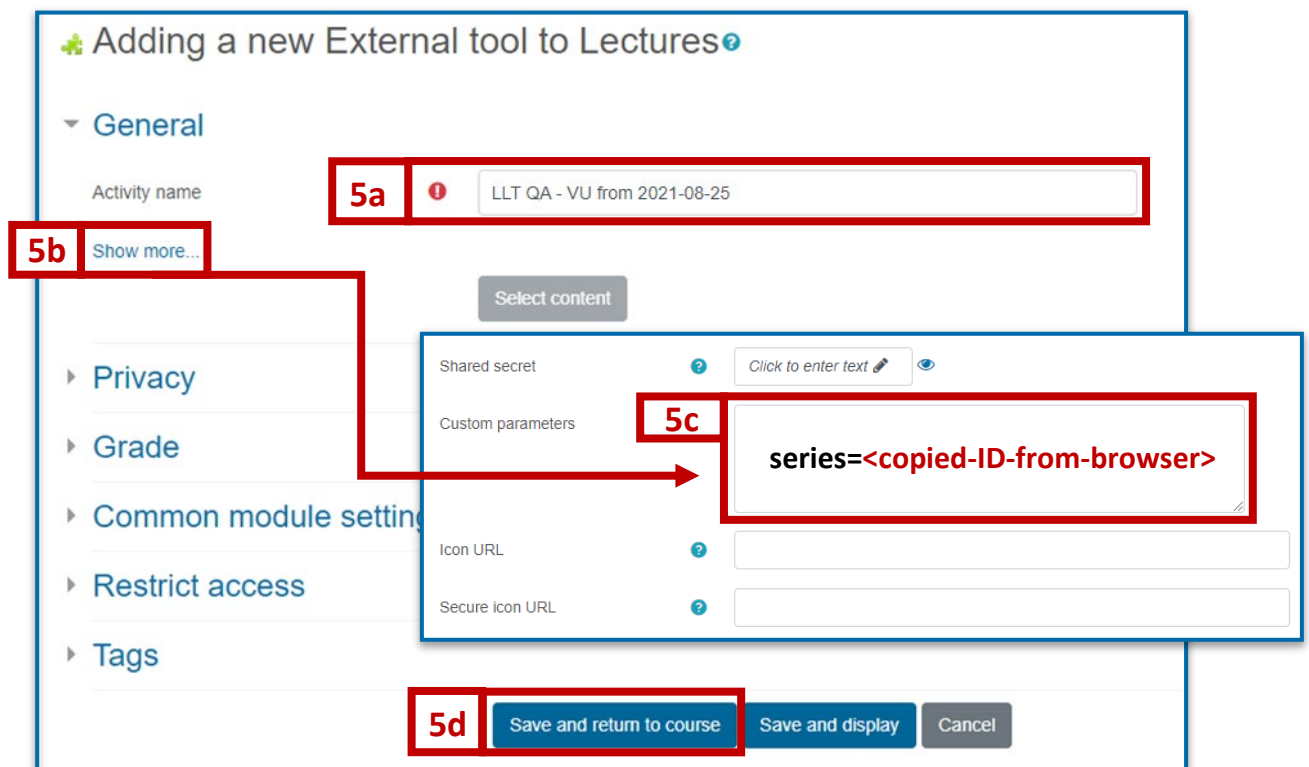 Adding a new External tool to Lectures
General
5a
Activity name
LLT QA - VU from 2021-08-25
5b
Show more...
Select content
Privacy
Grade
Common module setting
Restrict access
Tags
Shared secret
Click to enter text
Custom parameters
5c
series=<copied-ID-from-browser>
Icon URL
Secure icon URL
5d
Save and return to course
Save and display
Cancel